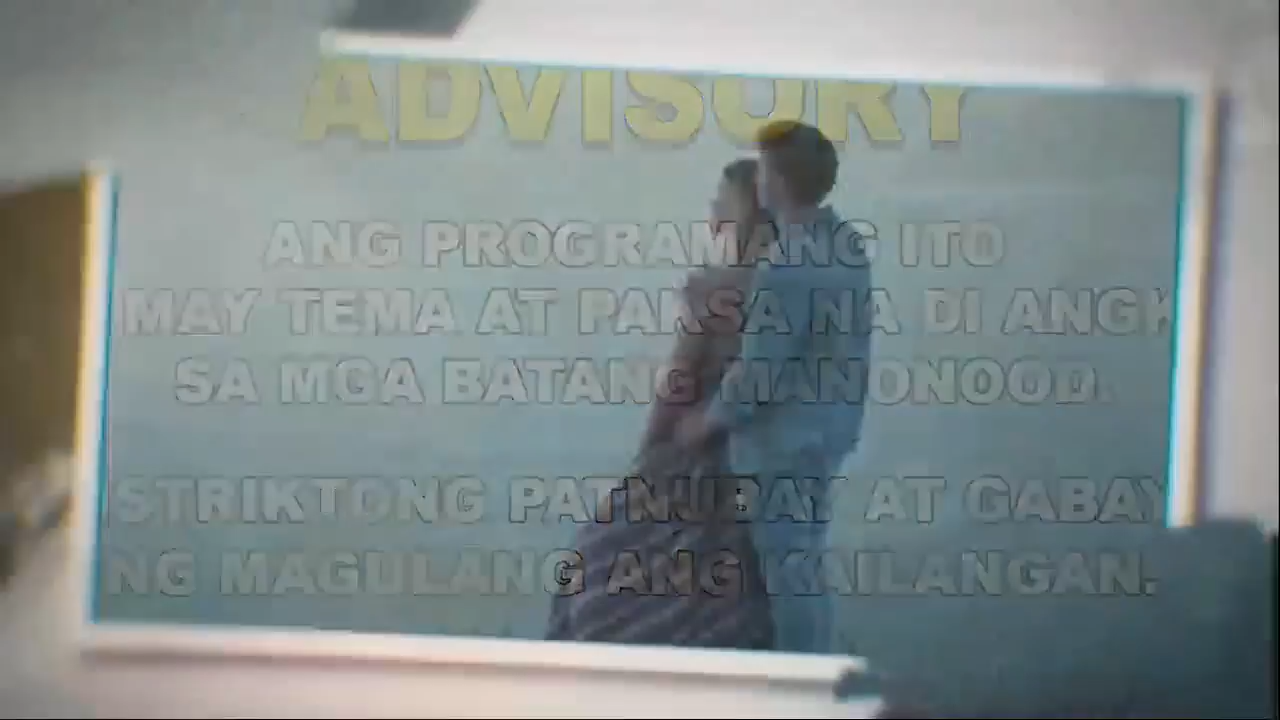 ADVISORY
ANG PROGRAMANG ITO
MAY TEMA AT PAKSA NA DI ANGK
SA MGA BATANG MANONOOD.
STRIKTONG PATNUBAY AT GABAY
NG MAGULANG ANG KAILANGAN.